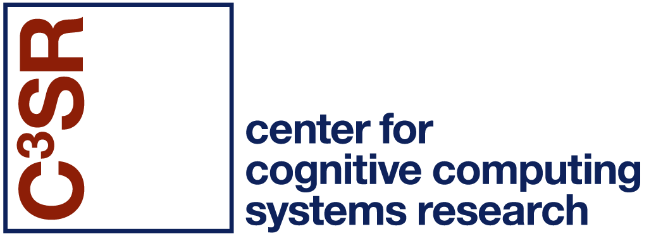 C³SR
center for
cognitive computing
systems research